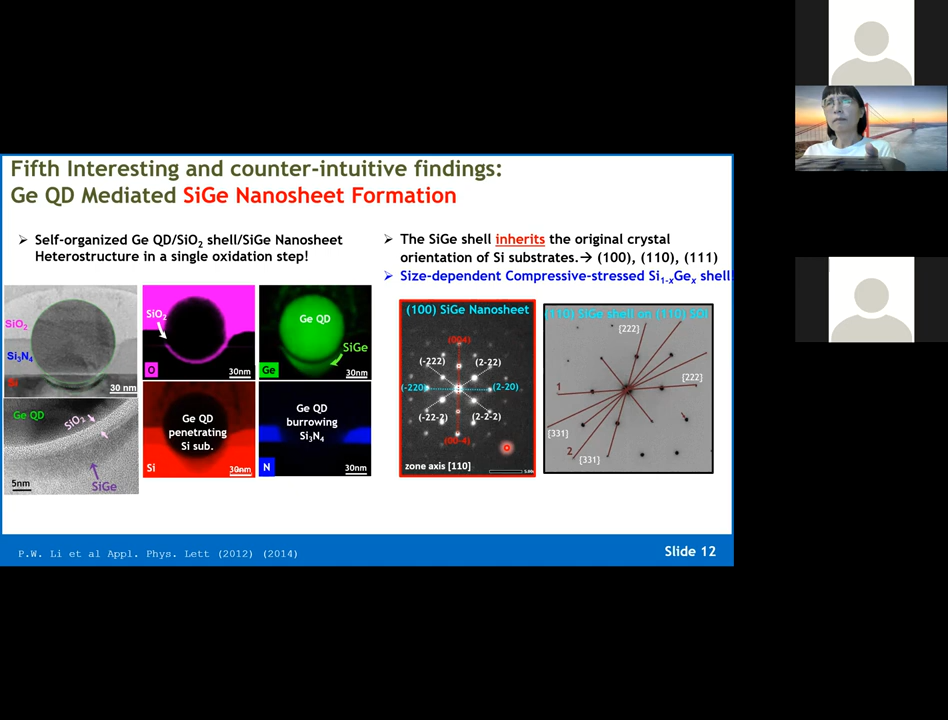 Fifth Interesting and counter-intuitive findings:
Ge QD Mediated SiGe Nanosheet Formation
➢ Self-organized Ge QD/SiO2 shell/SiGe Nanosheet
Heterostructure in a single oxidation step!
➢ The SiGe shell inherits the original crystal
orientation of Si substrates.→ (100), (110), (111)
➢ Size-dependent Compressive-stressed Si1-xGex shell
SiO2
Si3N4
Si
30 nm
Ge QD
SiO2
SiGe
5nm
SiO2
O
30nm
Ge QD
SiGe
Ge
30nm
Ge QD
penetrating
Si sub.
Si
30nm
Ge QD
burrowing
Si3N4
N
30nm
(100) SiGe Nanosheet
(004)
(-222)
(2-22)
(-220)
(2-20)
(-22-2)
(2-2-2)
(00-4)
zone axis [110]
(110) SiGe shell on (110) SOI
[222]
[222]
1
[331]
2
[331]
P.W. Li et al Appl. Phys. Lett (2012) (2014)
Slide 12